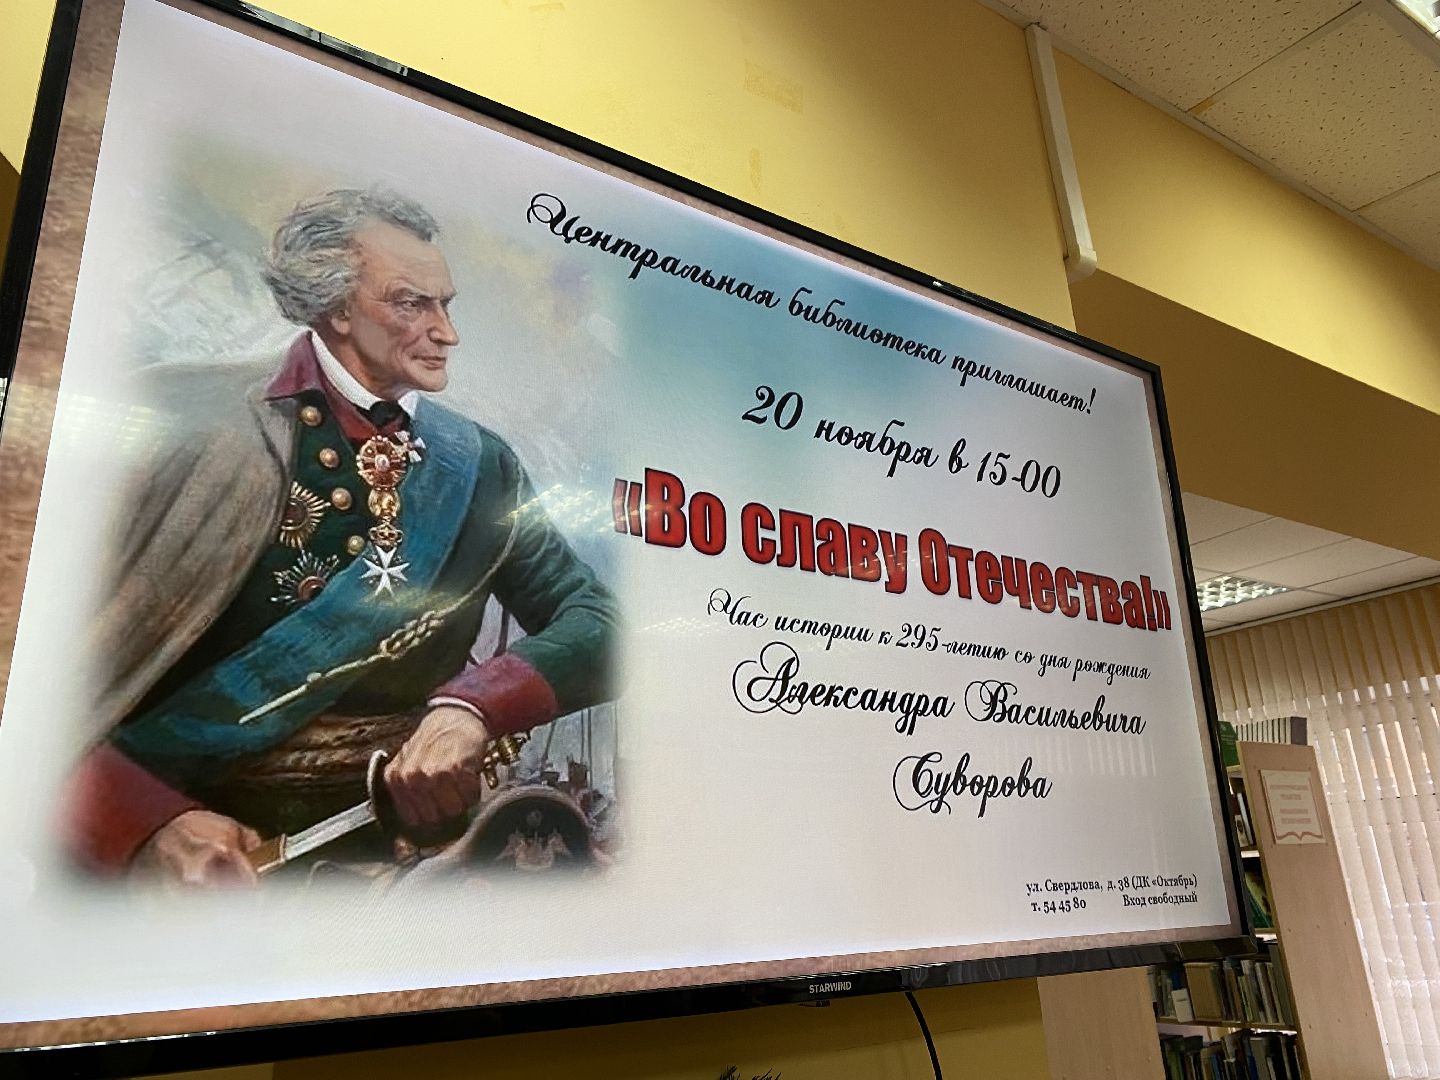 Центральная библиотека приглашает!
20 ноября в 15-00
«Во славу Отечества!»
Час истории к 295-летию со дня рождения
Александра Васильевича
Суворова
ул. Свердлова, д. 38 (ДК «Октябрь)
т. 54 45 80 Вход свободный
STARWIND